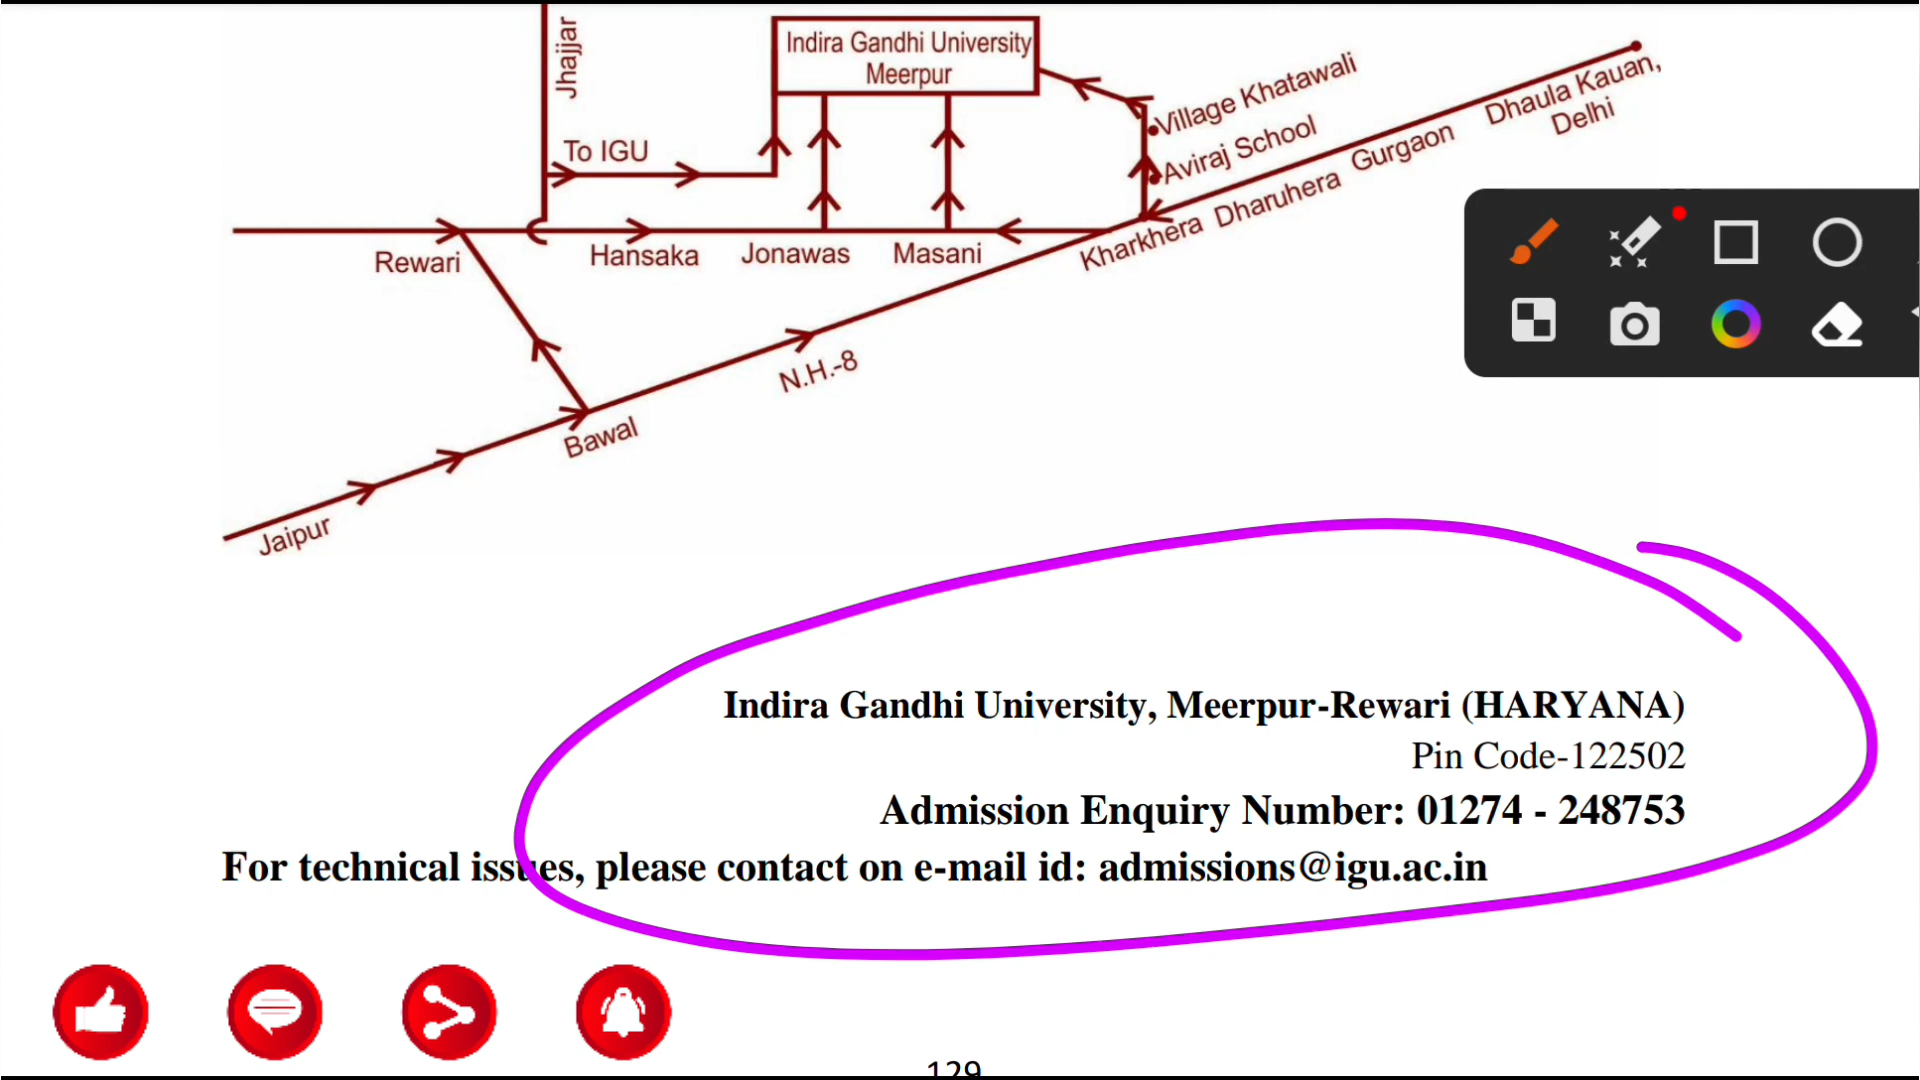 Jhajjar
Indira Gandhi University
Meerpur
Village Khatawali
Aviraj School
Dhaula Kauan,
Delhi
Gurgaon
Dharuhera
Kharkhera
To IGU
Rewari
Hansaka
Jonawas
Masani
N.H.-8
Bawal
Jaipur
Indira Gandhi University, Meerpur-Rewari (HARYANA)
Pin Code-122502
Admission Enquiry Number: 01274 - 248753
For technical issues, please contact on e-mail id: admissions@igu.ac.in
129